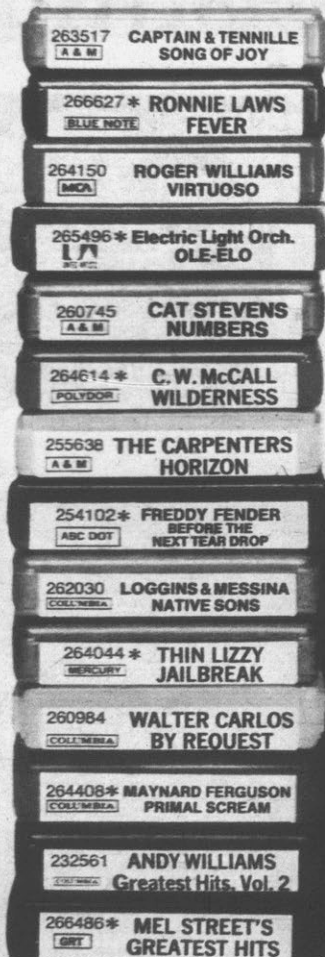 263517 CAPTAIN & TENNILLE
A & M SONG OF JOY
266627* RONNIE LAWS
BLUE NOTE FEVER
264150 ROGER WILLIAMS
MCA VIRTUOSO
265496* Electric Light Orch.
UA OLE-ELO
260745 CAT STEVENS
A & M NUMBERS
264614* C.W. McCALL
POLYDOR WILDERNESS
255638 THE CARPENTERS
A & M HORIZON
254102* FREDDY FENDER
ABC DOT BEFORE THE
NEXT TEAR DROP
262030 LOGGINS & MESSINA
COLUMBIA NATIVE SONS
264044* THIN LIZZY
MERCURY JAILBREAK
260984 WALTER CARLOS
COLUMBIA BY REQUEST
264408* MAYNARD FERGUSON
COLUMBIA PRIMAL SCREAM
232561 ANDY WILLIAMS
COLUMBIA Greatest Hits, Vol. 2
266486* MEL STREET'S
GRT GREATEST HITS